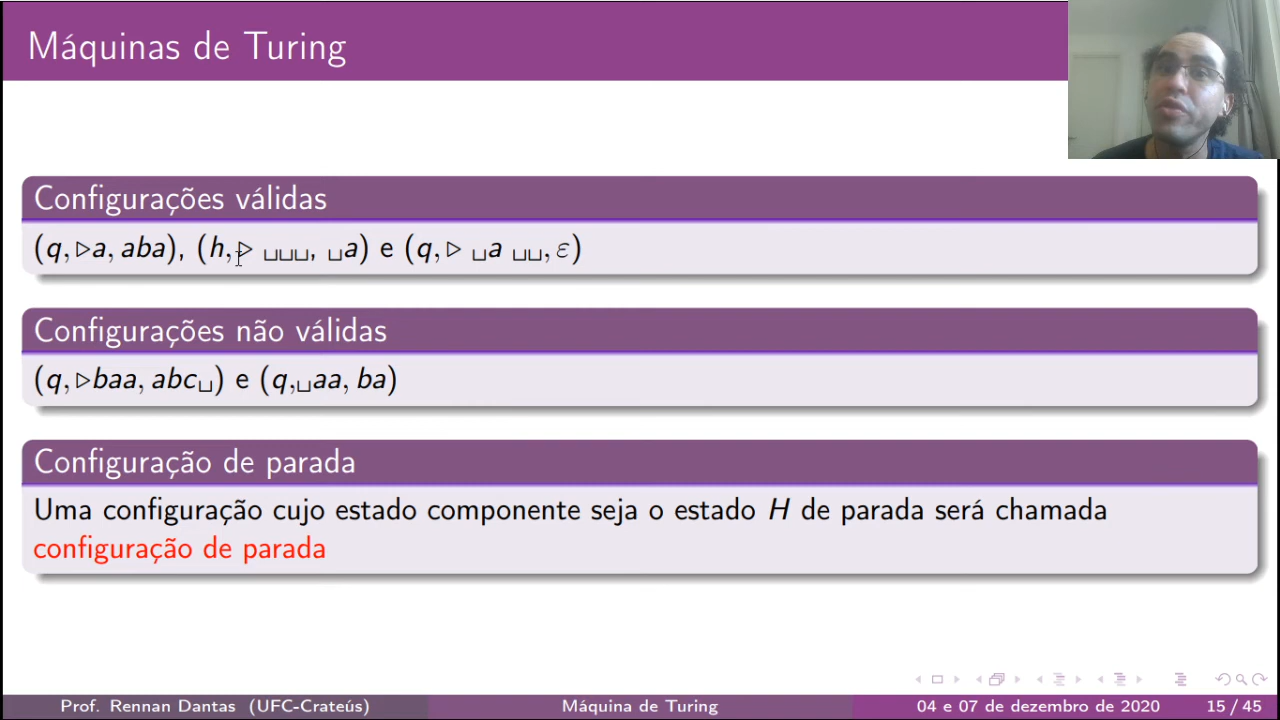 Máquinas de Turing
Configurações válidas
(q, ▷a, aba), (h, ▷ ␣␣␣, ␣a) e (q, ▷ ␣a ␣␣, ε)
Configurações não válidas
(q, ▷baa, abc␣) e (q,␣aa, ba)
Configuração de parada
Uma configuração cujo estado componente seja o estado H de parada será chamada
configuração de parada
Prof. Rennan Dantas (UFC-Crateús)
Máquina de Turing
04 e 07 de dezembro de 2020
15 / 45